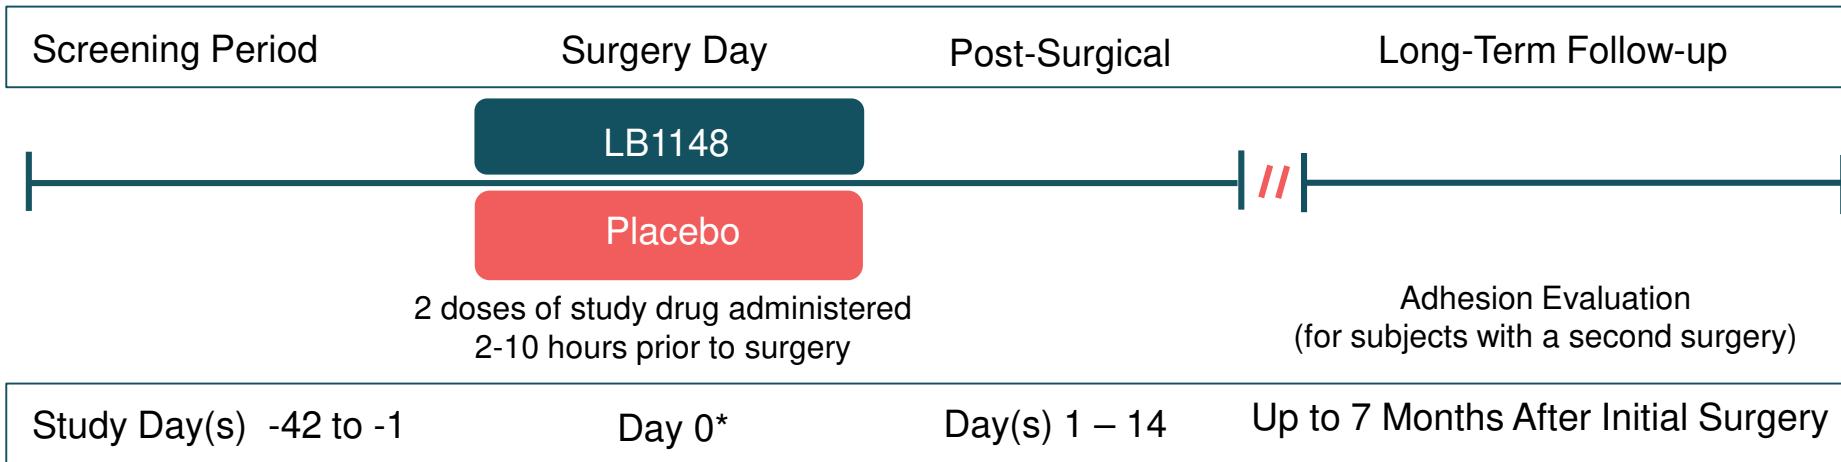 Screening Period
Surgery Day
Post-Surgical
Long-Term Follow-up
LB1148
Placebo
2 doses of study drug administered
2-10 hours prior to surgery
Adhesion Evaluation
(for subjects with a second surgery)
Study Day(s) -42 to -1
Day 0*
Day(s) 1 – 14
Up to 7 Months After Initial Surgery